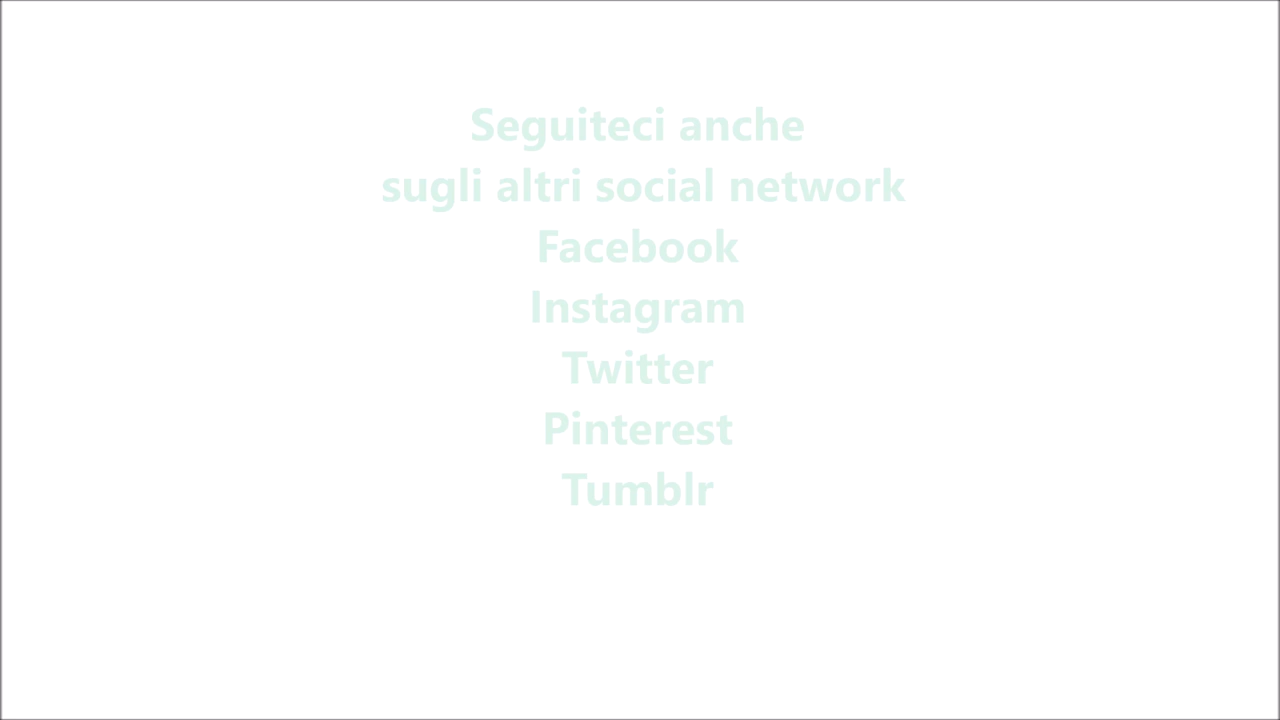 Seguiteci anche
sugli altri social network
Facebook
Instagram
Twitter
Pinterest
Tumblr